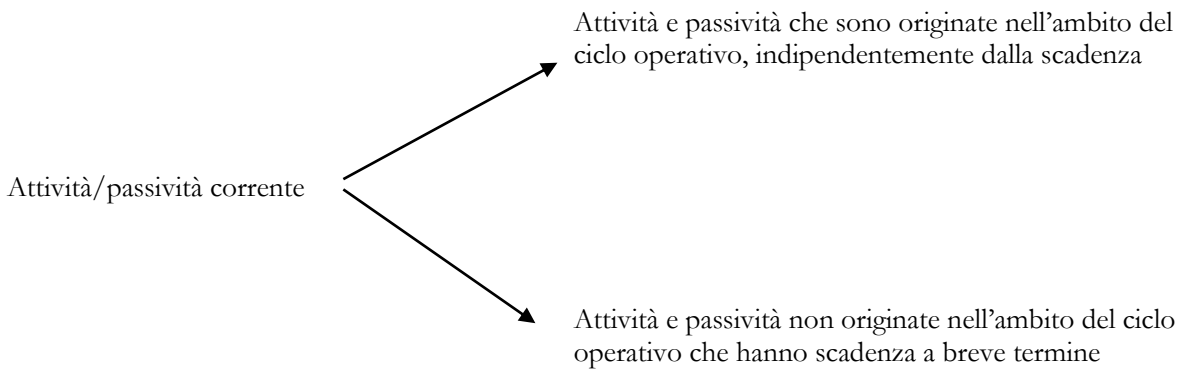 Attività e passività che sono originate nell’ambito del
ciclo operativo, indipendentemente dalla scadenza
Attività/passività corrente
Attività e passività non originate nell’ambito del ciclo
operativo che hanno scadenza a breve termine